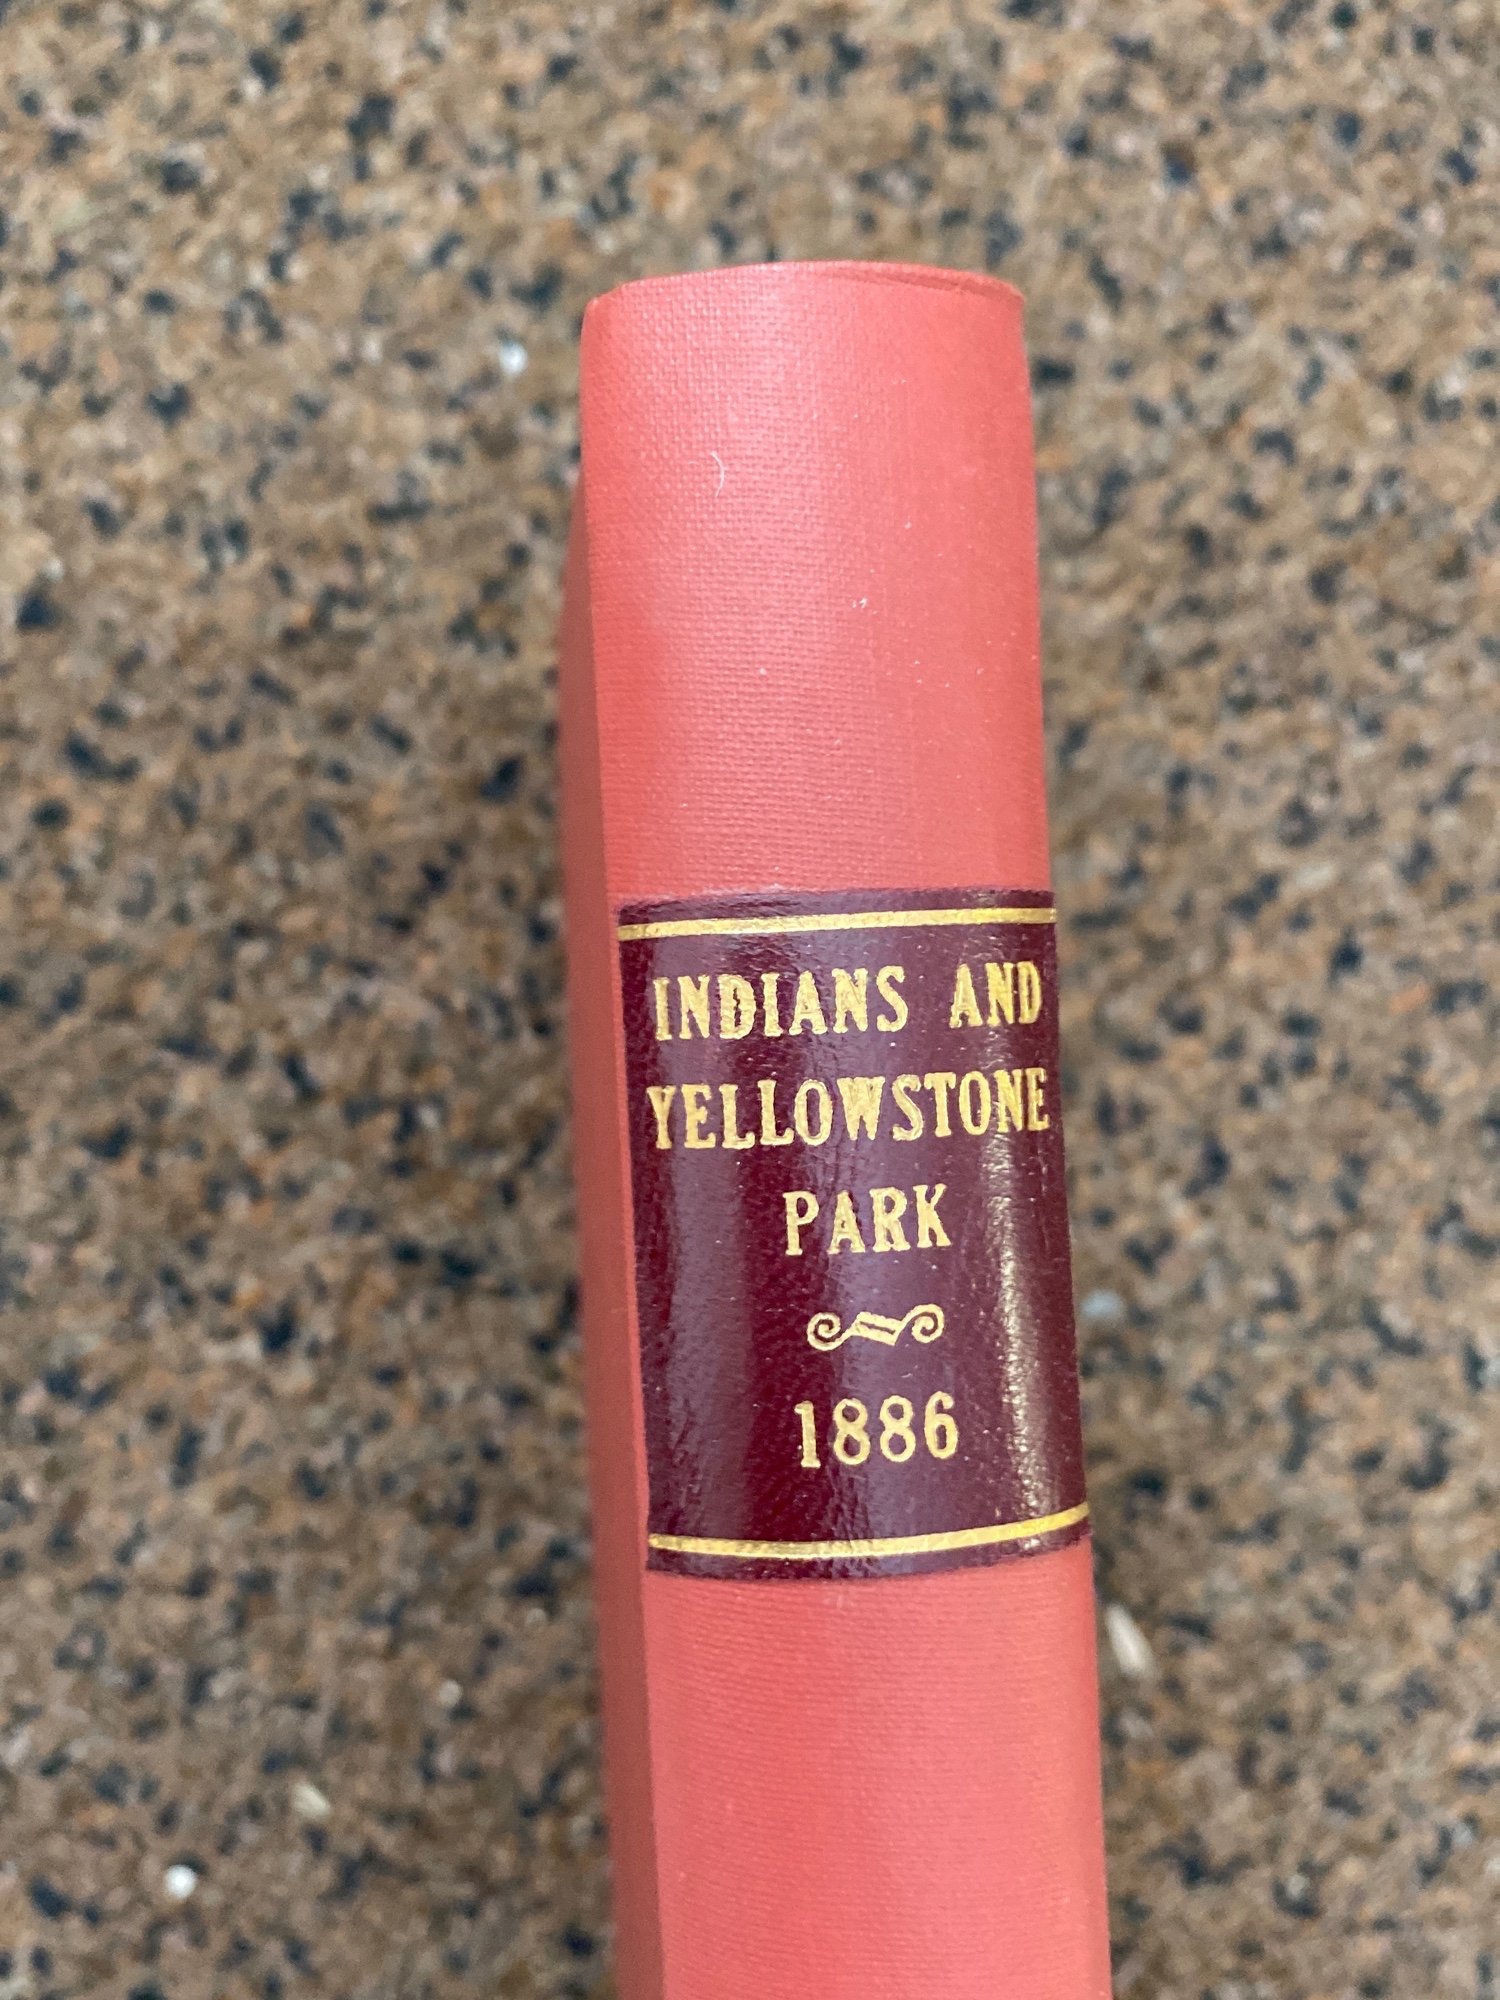 INDIANS AND
YELLOWSTONE
PARK
1886